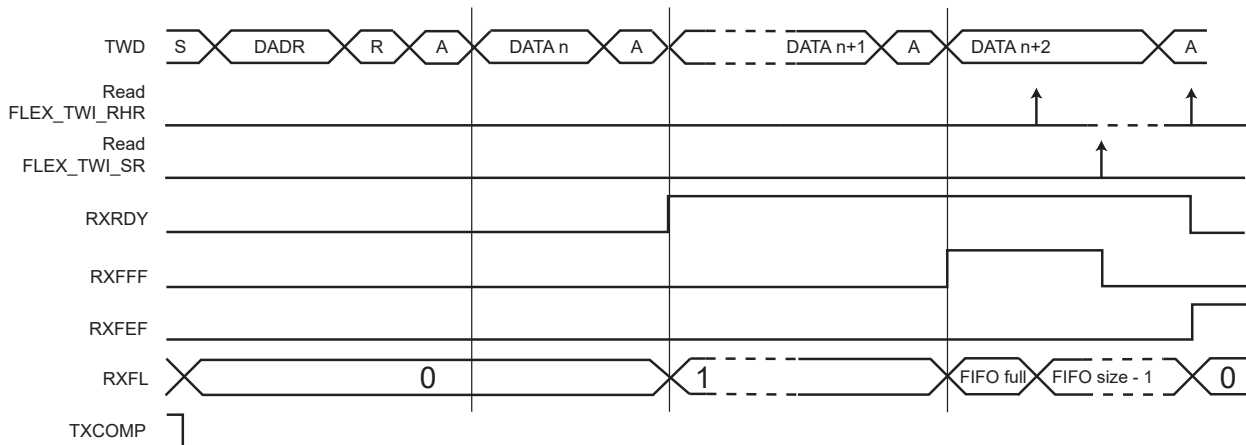 TWD S DADR R A DATA n A DATA n+1 A DATA n+2 A
Read
FLEX_TWI_RHR
Read
FLEX_TWI_SR
RXRDY
RXFFF
RXFEF
RXFL 0 1 FIFO full FIFO size - 1 0
TXCOMP